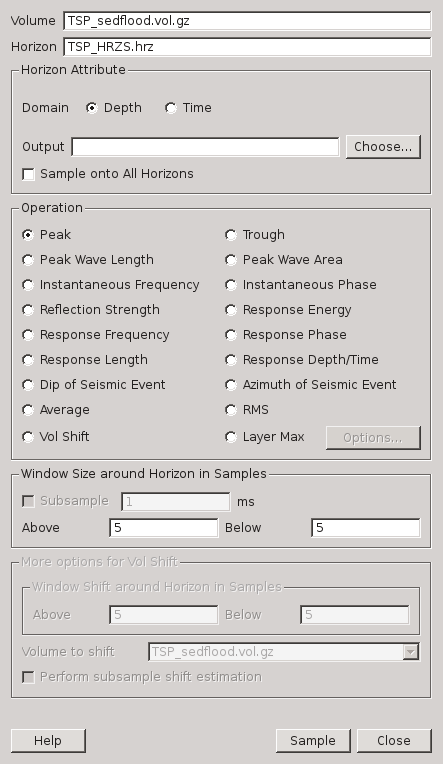 Volume TSP_sedflood.vol.gz
Horizon TSP_HRZS.hrz
Horizon Attribute
Domain Depth Time
Output Choose...
Sample onto All Horizons
Operation
Peak Trough
Peak Wave Length Peak Wave Area
Instantaneous Frequency Instantaneous Phase
Reflection Strength Response Energy
Response Frequency Response Phase
Response Length Response Depth/Time
Dip of Seismic Event Azimuth of Seismic Event
Average RMS
Vol Shift Layer Max Options...
Window Size around Horizon in Samples
Subsample 1 ms
Above 5 Below 5
More options for Vol Shift
Window Shift around Horizon in Samples
Above 5 Below 5
Volume to shift TSP_sedflood.vol.gz
Perform subsample shift estimation
Help Sample Close